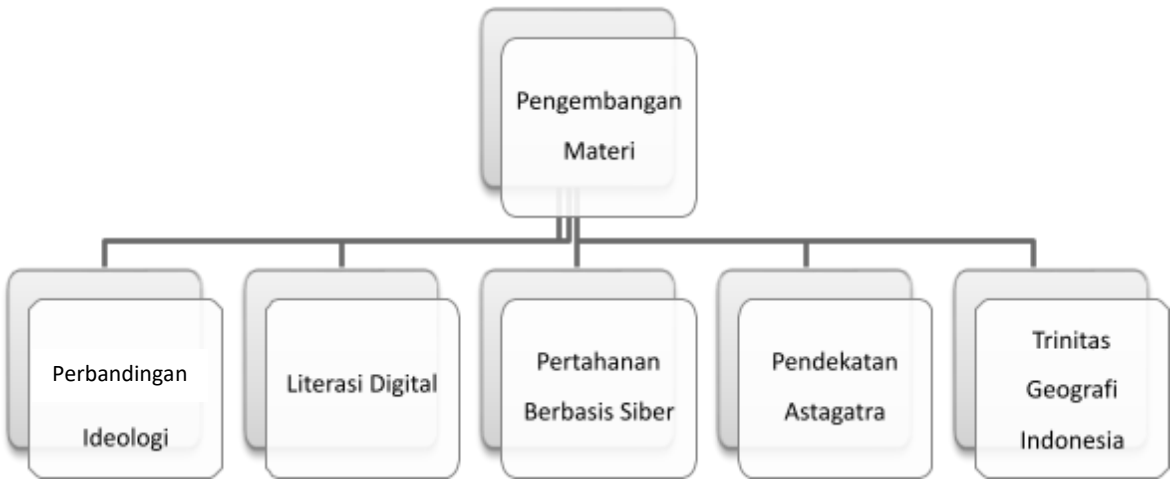 Pengembangan
Materi
Perbandingan
Ideologi
Literasi Digital
Pertahanan
Berbasis Siber
Pendekatan
Astagatra
Trinitas
Geografi
Indonesia